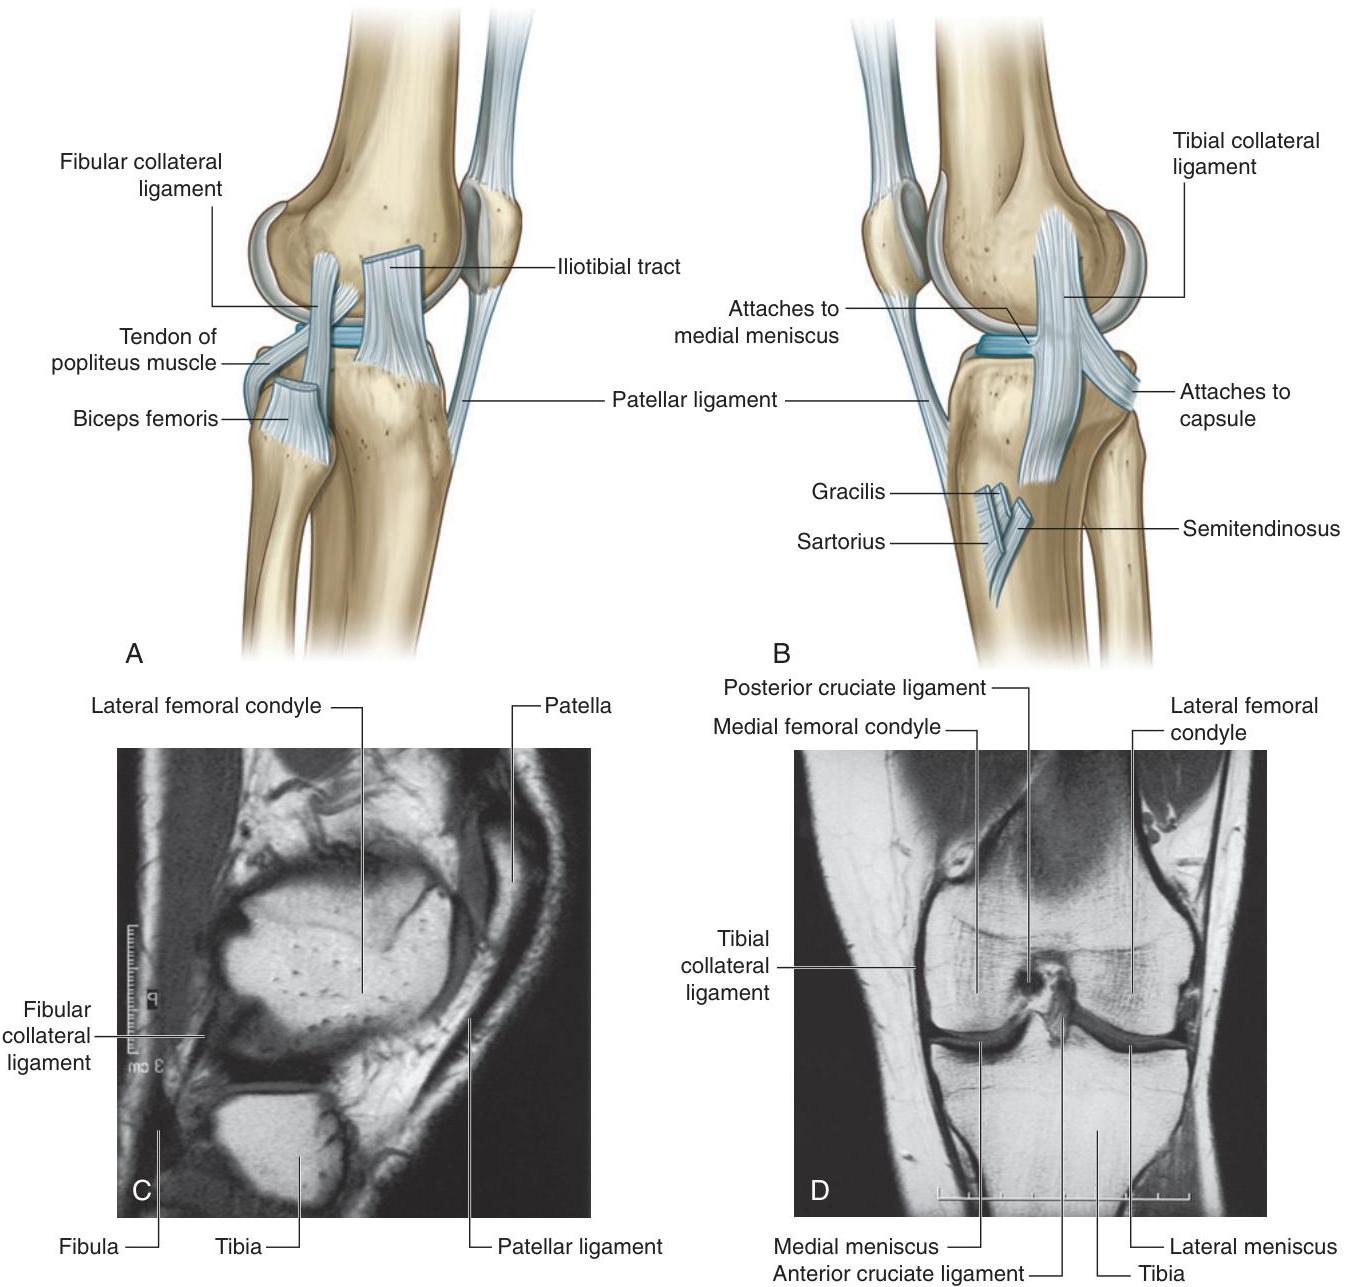 Fibular collateral
ligament
Iliotibial tract
Tendon of
popliteus muscle
Biceps femoris
Patellar ligament
Tibial collateral
ligament
Attaches to
medial meniscus
Attaches to
capsule
Gracilis
Sartorius
Semitendinosus
A
B
Lateral femoral condyle
Patella
Fibular
collateral
ligament
P
3 cm
C
Fibula
Tibia
Patellar ligament
Posterior cruciate ligament
Medial femoral condyle
Lateral femoral
condyle
Tibial
collateral
ligament
D
Medial meniscus
Anterior cruciate ligament
Lateral meniscus
Tibia